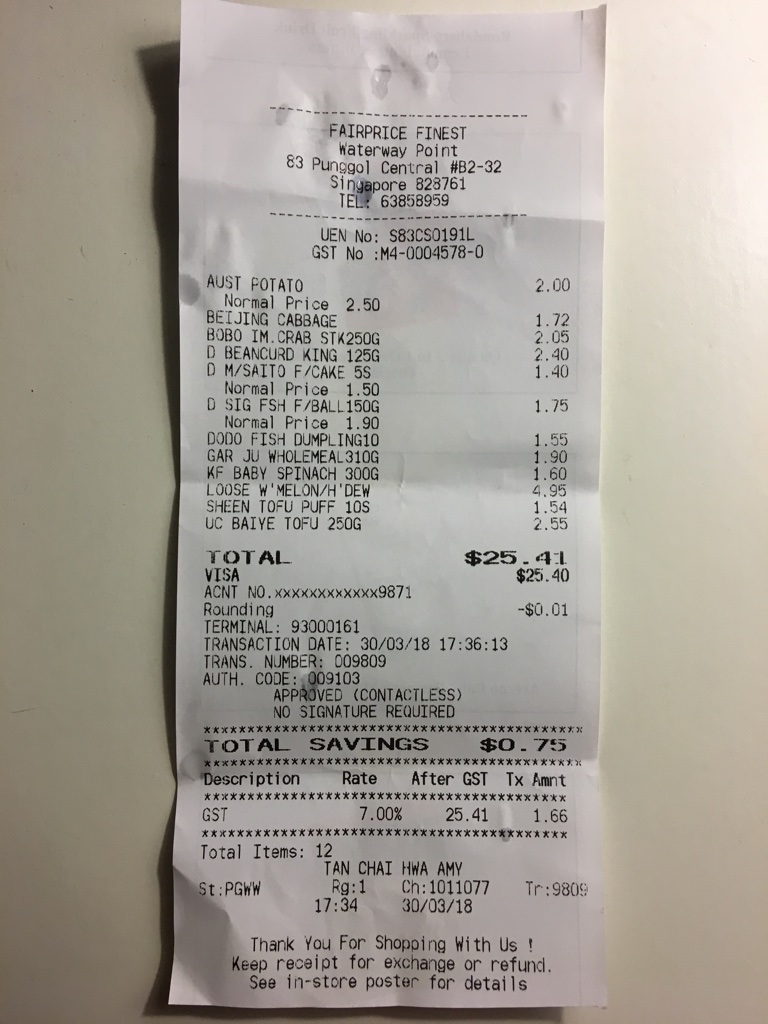 --------------------------------
FAIRPRICE FINEST
Waterway Point
83 Punggol Central #B2-32
Singapore 828761
TEL: 63858959
--------------------------------
UEN No: S83CS0191L
GST No :M4-0004578-0
AUST POTATO 2.00
Normal Price 2.50
BEIJING CABBAGE 1.72
BOBO IM.CRAB STK250G 2.05
D BEANCURD KING 125G 2.40
D M/SAITO F/CAKE 5S 1.40
Normal Price 1.50
D SIG FSH F/BALL150G 1.75
Normal Price 1.90
DODO FISH DUMPLING10 1.55
GAR JU WHOLEMEAL310G 1.90
KF BABY SPINACH 300G 1.60
LOOSE W'MELON/H'DEW 4.95
SHEEN TOFU PUFF 10S 1.54
UC BAIYE TOFU 250G 2.55
TOTAL $25.41
VISA $25.40
ACNT NO.xxxxxxxxxxxx9871
Rounding -$0.01
TERMINAL: 93000161
TRANSACTION DATE: 30/03/18 17:36:13
TRANS. NUMBER: 009809
AUTH. CODE: 009103
APPROVED (CONTACTLESS)
NO SIGNATURE REQUIRED
******************************************
TOTAL SAVINGS $0.75
******************************************
Description Rate After GST Tx Amnt
******************************************
GST 7.00% 25.41 1.66
******************************************
Total Items: 12
TAN CHAI HWA AMY
St:PGWW Rg:1 Ch:1011077 Tr:9809
17:34 30/03/18
Thank You For Shopping With Us !
Keep receipt for exchange or refund.
See in-store poster for details